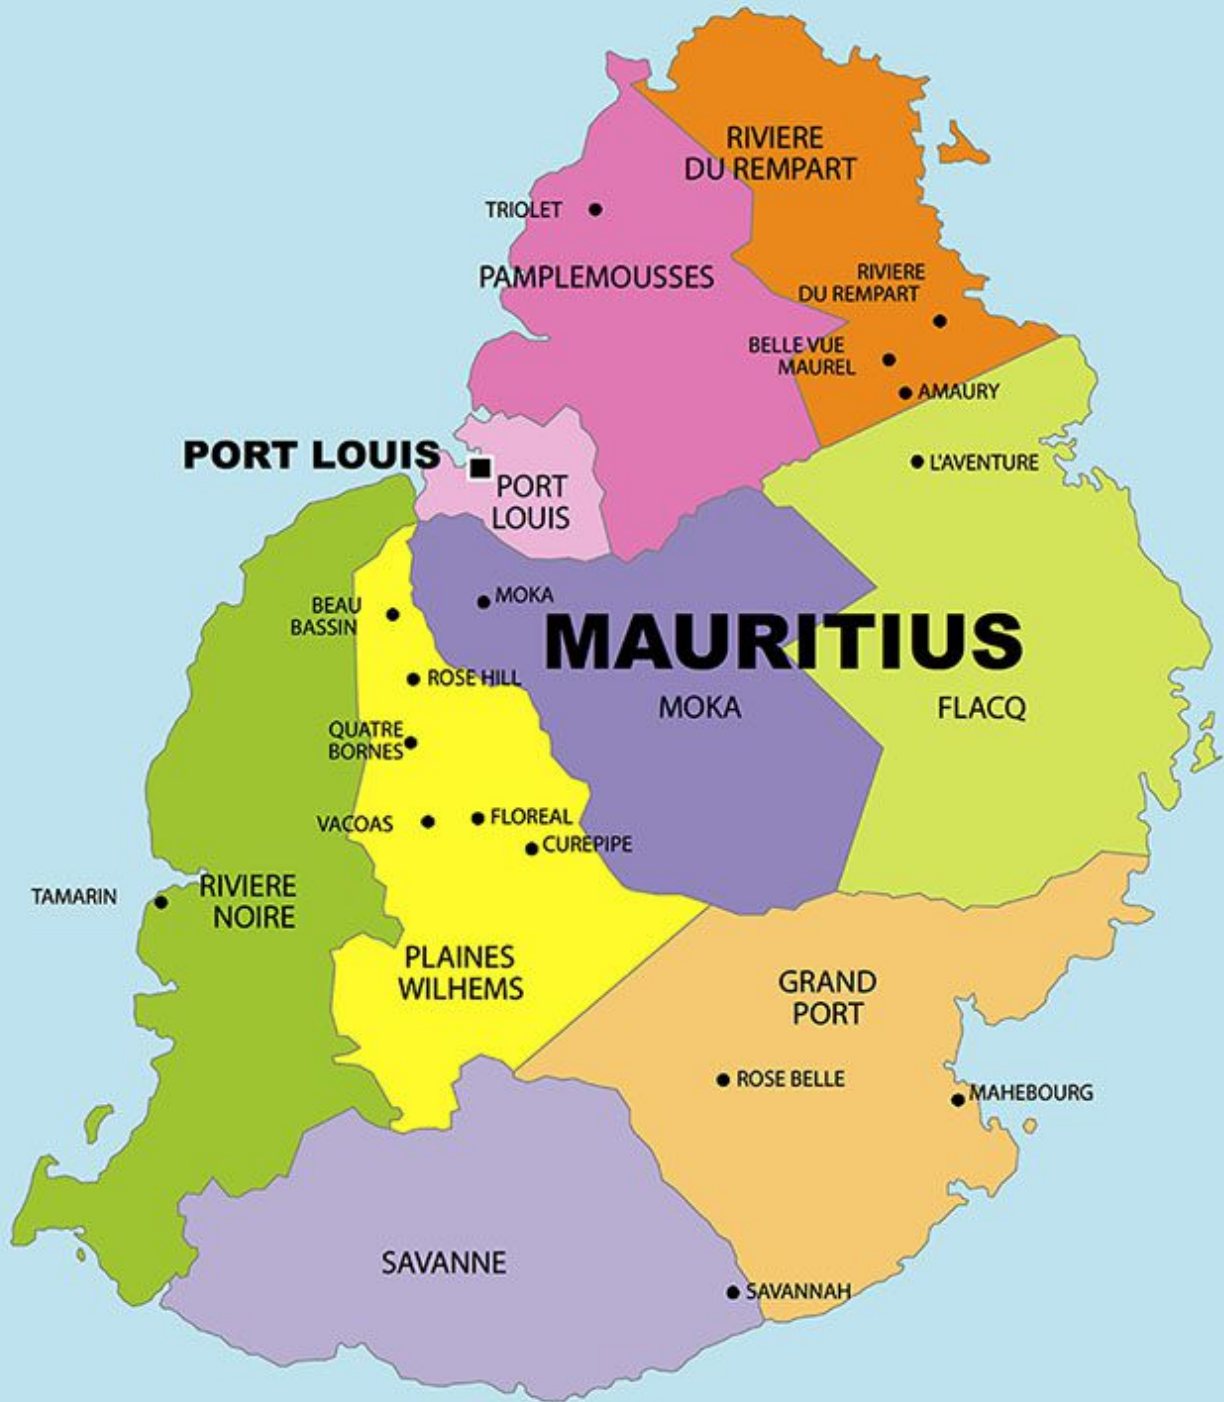 RIVIERE
DU REMPART
TRIOLET
PAMPLEMOUSSES
RIVIERE
DU REMPART
BELLE VUE
MAUREL
AMAURY
PORT LOUIS
L'AVENTURE
PORT
LOUIS
MOKA
BEAU
BASSIN
MAURITIUS
ROSE HILL
MOKA
FLACQ
QUATRE
BORNES
FLOREAL
VACOAS
CUREPIPE
TAMARIN
RIVIERE
NOIRE
PLAINES
WILHEMS
GRAND
PORT
ROSE BELLE
MAHEBOURG
SAVANNE
SAVANNAH